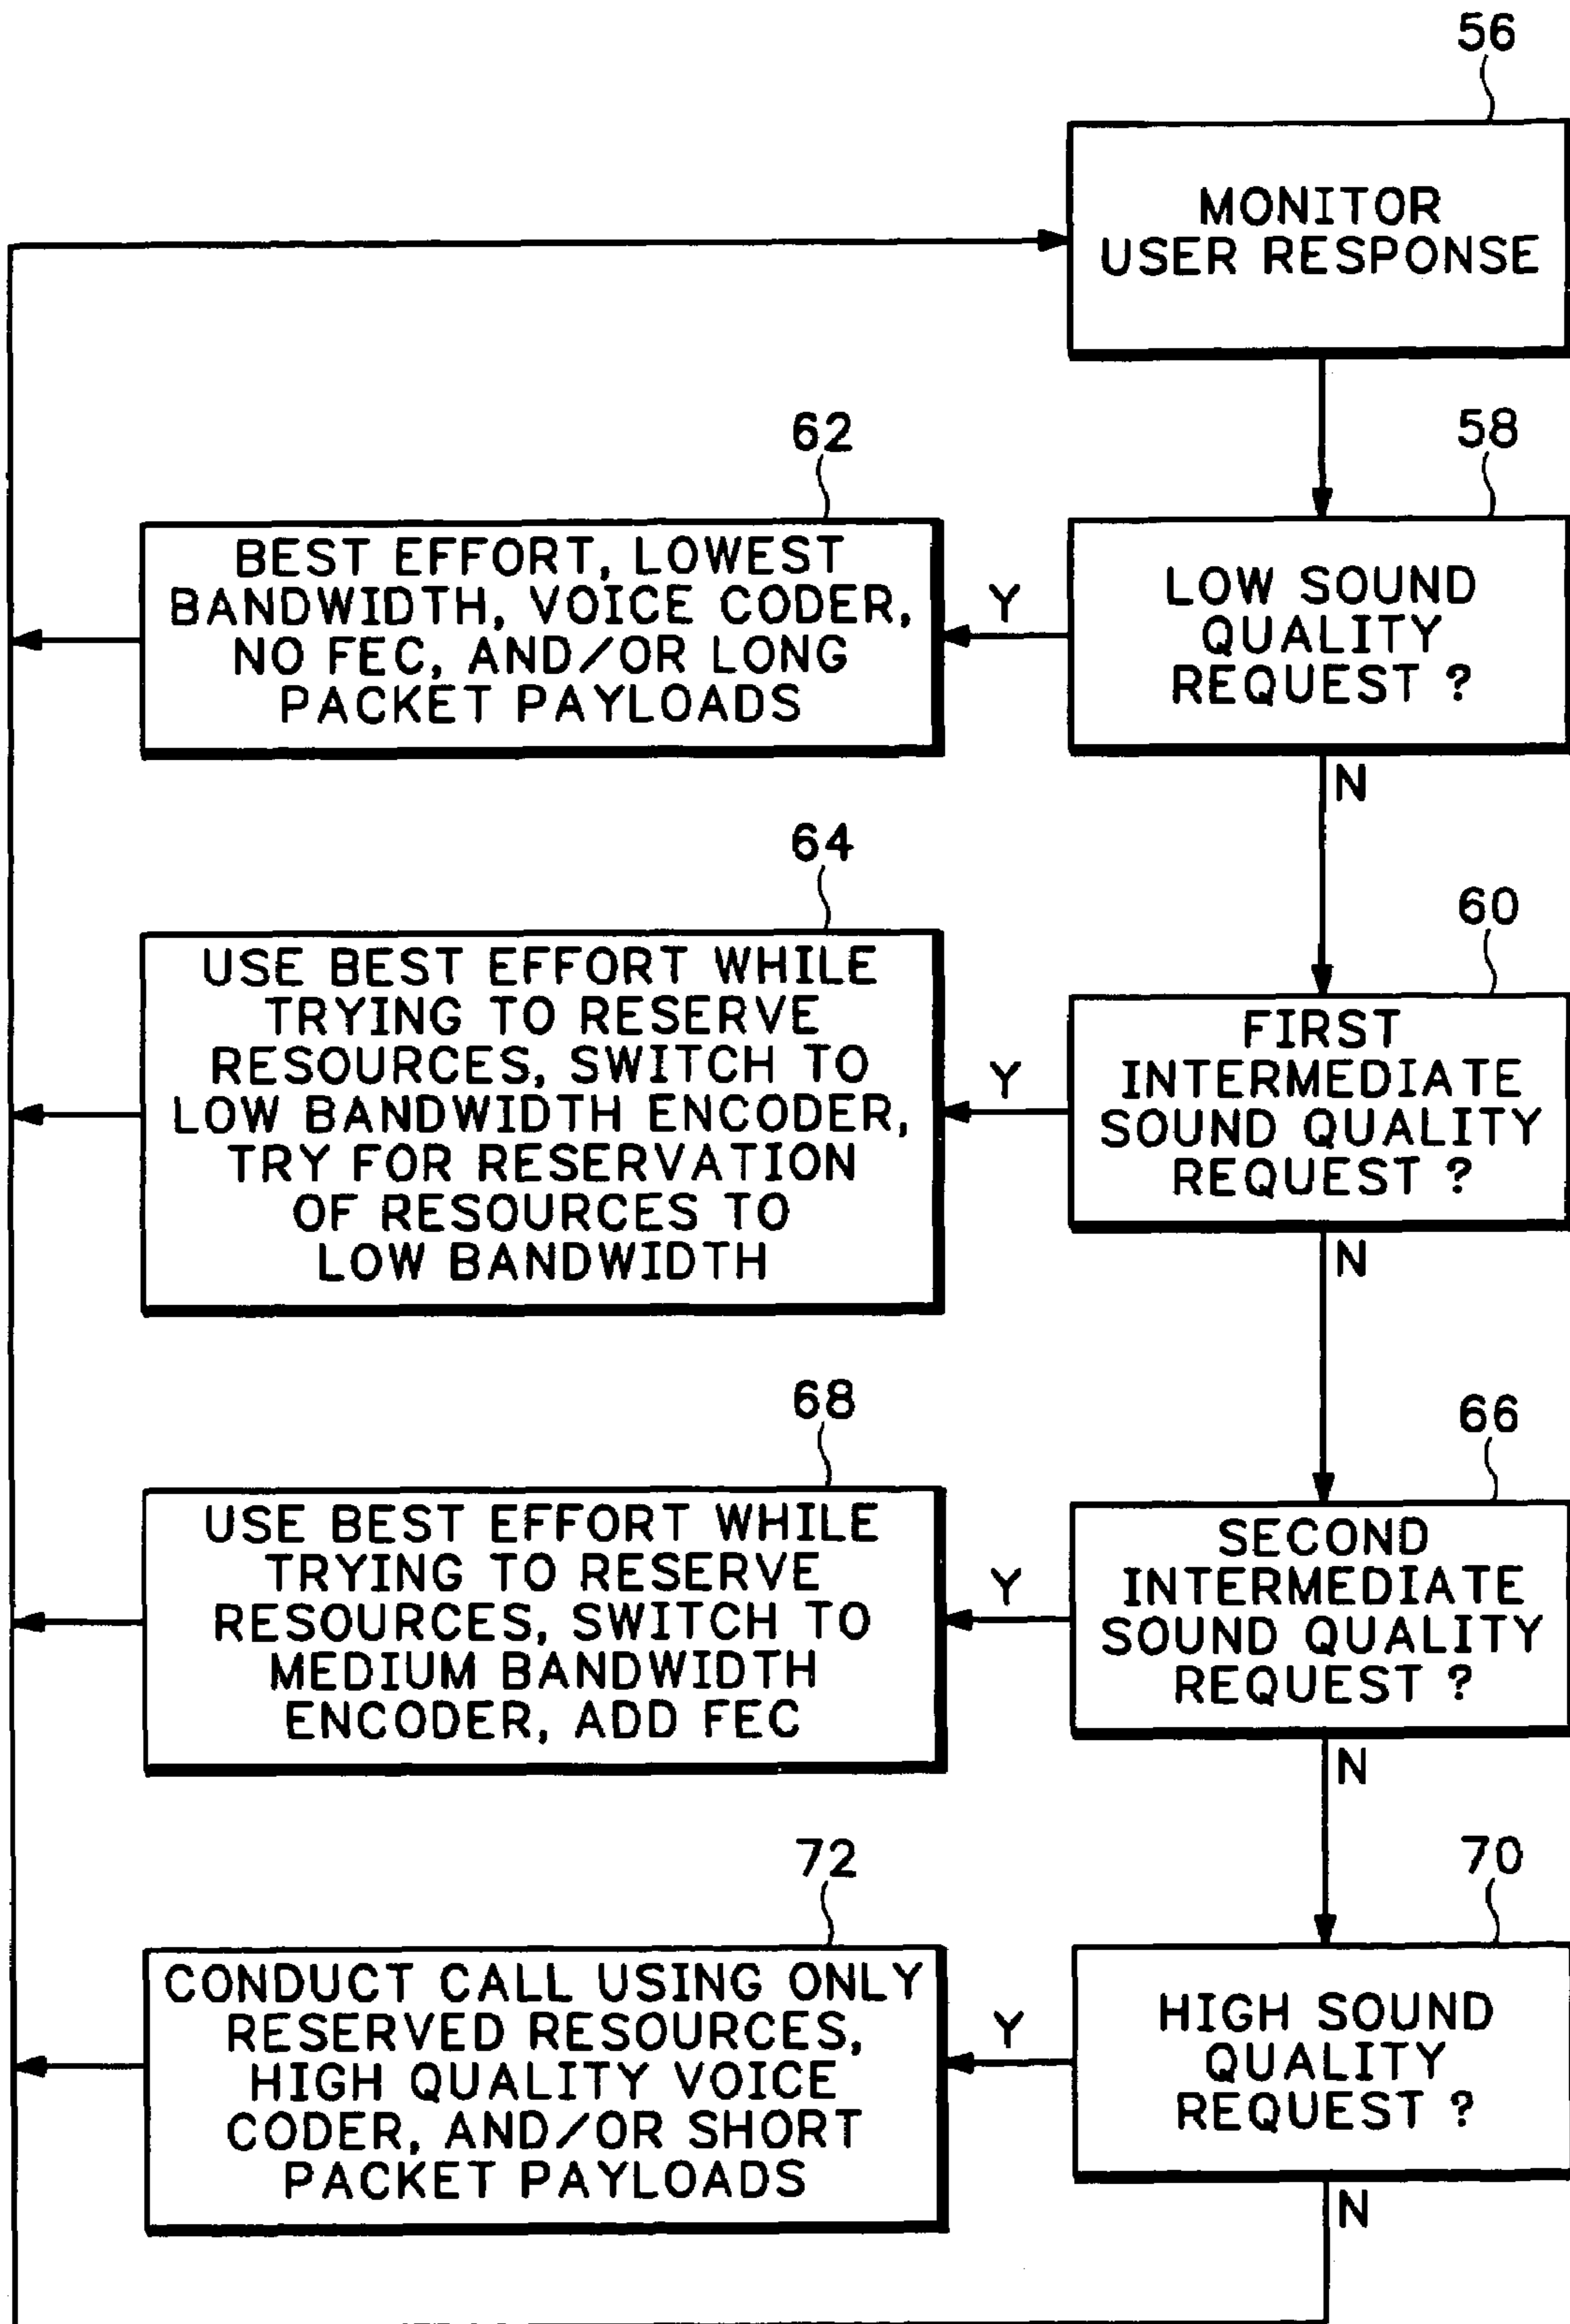 56
MONITOR
USER RESPONSE
62
58
BEST EFFORT, LOWEST
BANDWIDTH, VOICE CODER,
NO FEC, AND/OR LONG
PACKET PAYLOADS
Y
LOW SOUND
QUALITY
REQUEST ?
N
64
60
USE BEST EFFORT WHILE
TRYING TO RESERVE
RESOURCES, SWITCH TO
LOW BANDWIDTH ENCODER,
TRY FOR RESERVATION
OF RESOURCES TO
LOW BANDWIDTH
Y
FIRST
INTERMEDIATE
SOUND QUALITY
REQUEST ?
N
68
66
USE BEST EFFORT WHILE
TRYING TO RESERVE
RESOURCES, SWITCH TO
MEDIUM BANDWIDTH
ENCODER, ADD FEC
Y
SECOND
INTERMEDIATE
SOUND QUALITY
REQUEST ?
N
72
70
CONDUCT CALL USING ONLY
RESERVED RESOURCES,
HIGH QUALITY VOICE
CODER, AND/OR SHORT
PACKET PAYLOADS
Y
HIGH SOUND
QUALITY
REQUEST ?
N